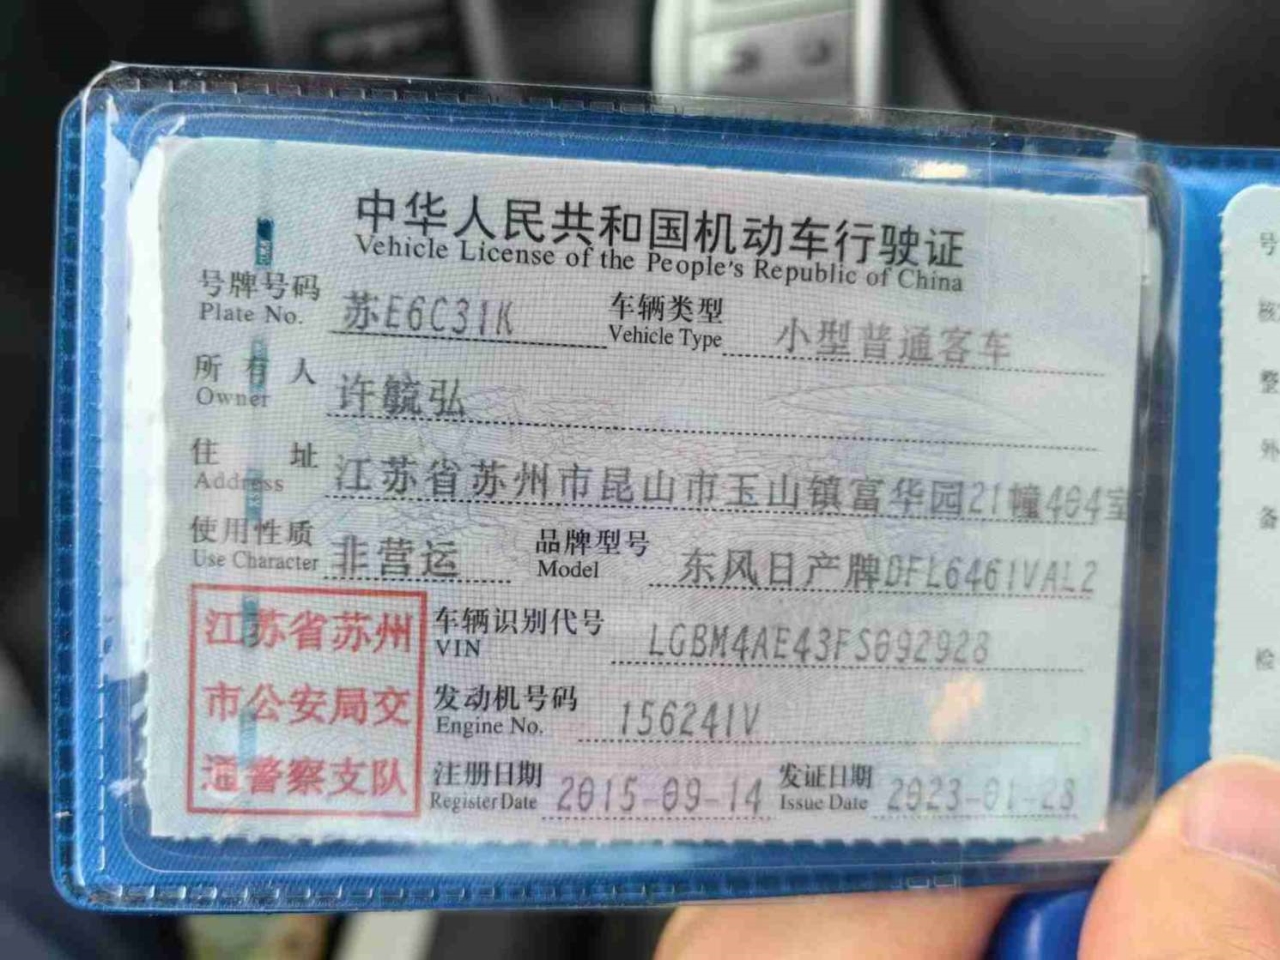 中华人民共和国机动车行驶证
Vehicle License of the People's Republic of China
号牌号码 苏E6C31K 车辆类型 小型普通客车
Plate No. Vehicle Type
所有人 许毓弘
Owner
住址 江苏省苏州市昆山市玉山镇富华园21幢404室
Address
使用性质 非营运 品牌型号 东风日产牌DFL6461VAL2
Use Character Model
江苏省苏州
市公安局交
通警察支队
车辆识别代号 LGBM4AE43FS092928
VIN
发动机号码 156241V
Engine No.
注册日期 2015-09-14 发证日期 2023-01-28
Register Date Issue Date
号
核
整
外
备
检